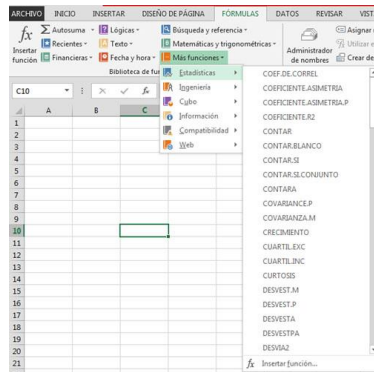 ARCHIVO INICIO INSERTAR DISEÑO DE PÁGINA FÓRMULAS DATOS REVISAR VIST
fx Insertar función
Σ Autosuma Lógicas Búsqueda y referencia Asignar
Recientes Texto Matemáticas y trigonométricas Utilizar
Financieras Fecha y hora Más funciones Administrador de nombres Crear de
Biblioteca de fu
C10 fx
A B C
Estadísticas
Ingeniería
Cubo
Información
Compatibilidad
Web
COEF.DE.CORREL
COEFICIENTE.ASIMETRIA
COEFICIENTE.ASIMETRIA.P
COEFICIENTE.R2
CONTAR
CONTAR.BLANCO
CONTAR.SI
CONTAR.SI.CONJUNTO
CONTARA
COVARIANCE.P
COVARIANZA.M
CRECIMIENTO
CUARTIL.EXC
CUARTIL.INC
CURTOSIS
DESVEST.M
DESVEST.P
DESVESTA
DESVESTPA
DESVIA2
fx Insertar función...
1
2
3
4
5
6
7
8
9
10
11
12
13
14
15
16
17
18
19
20
21